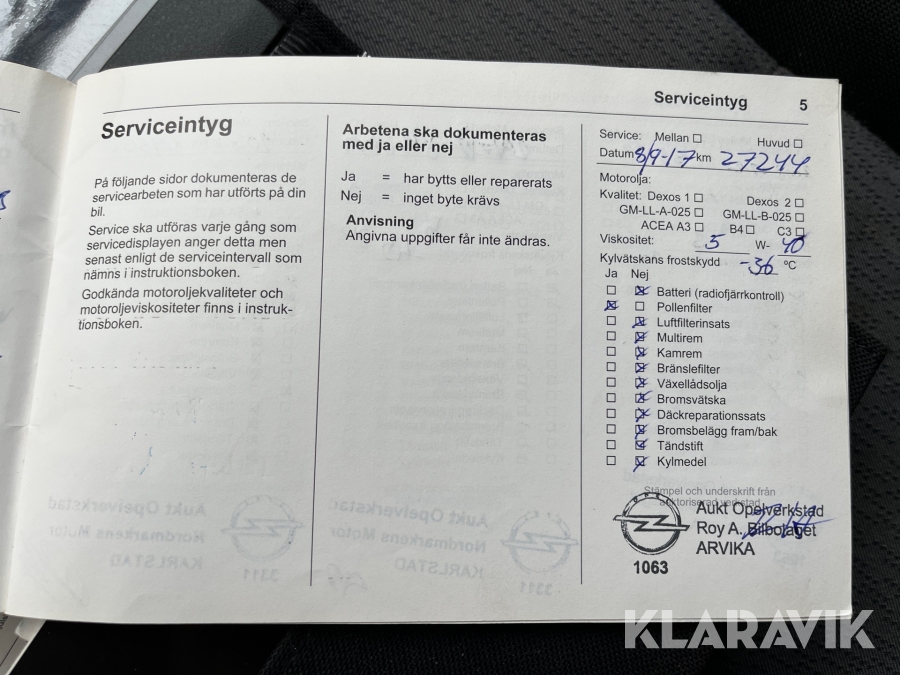 Serviceintyg 5
Serviceintyg
På följande sidor dokumenteras de
servicearbeten som har utförts på din
bil.
Service ska utföras varje gång som
servicedisplayen anger detta men
senast enligt de serviceintervall som
nämns i instruktionsboken.
Godkända motoroljekvaliteter och
motoroljeviskositeter finns i instruk-
tionsboken.
Arbetena ska dokumenteras
med ja eller nej
Ja = har bytts eller reparerats
Nej = inget byte krävs
Anvisning
Angivna uppgifter får inte ändras.
Service: Mellan ☐ Huvud ☐
Datum 8/9-17 km 27244
Motorolja:
Kvalitet: Dexos 1 ☐ Dexos 2 ☐
GM-LL-A-025 ☐ GM-LL-B-025 ☐
ACEA A3 ☐ B4 ☐ C3 ☐
Viskositet: 5 W- 40
Kylvätskans frostskydd -36 °C
Ja Nej
☐ ☒ Batteri (radiofjärrkontroll)
☒ ☐ Pollenfilter
☐ ☒ Luftfilterinsats
☐ ☒ Multirem
☐ ☒ Kamrem
☐ ☒ Bränslefilter
☐ ☒ Växellådsolja
☐ ☒ Bromsvätska
☐ ☒ Däckreparationssats
☐ ☒ Bromsbelägg fram/bak
☐ ☒ Tändstift
☐ ☒ Kylmedel
Stämpel och underskrift från
auktoriserad verkstad
OPEL
Aukt Opelverkstad
Roy A. Bilbolaget
ARVIKA
1063
KLARAVIK